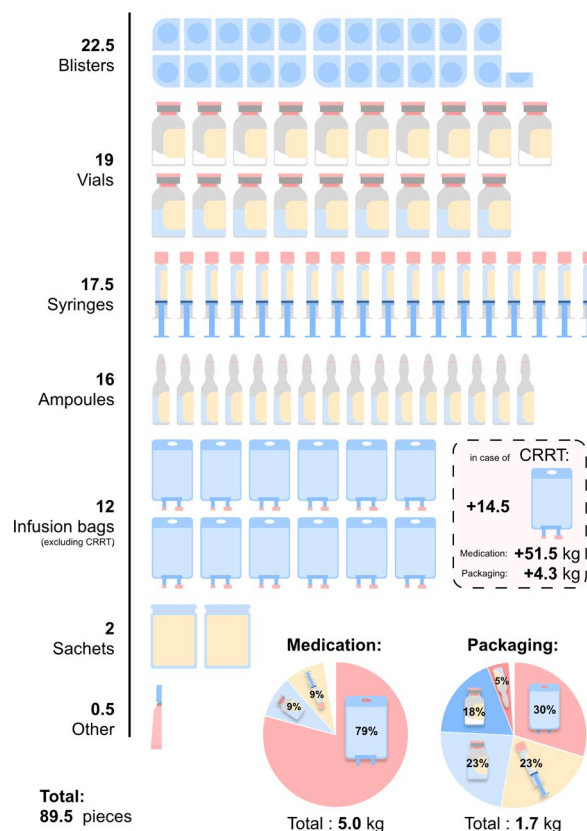 22.5
Blisters
19
Vials
17.5
Syringes
16
Ampoules
12
Infusion bags
(excluding CRRT)
in case of CRRT:
+14.5
Medication: +51.5 kg
Packaging: +4.3 kg
2
Sachets
0.5
Other
Total:
89.5 pieces
Medication:
9%
9%
79%
Total : 5.0 kg
Packaging:
5%
18%
30%
23%
23%
Total : 1.7 kg